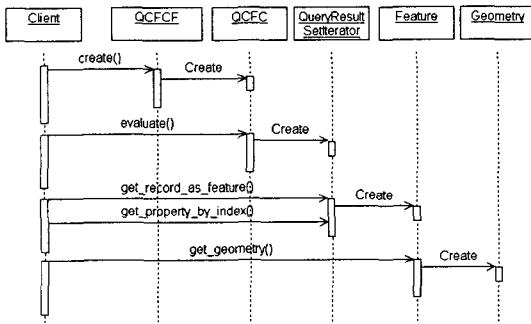 Client
QCFCF
QCFC
QueryResult
SetIterator
Feature
Geometry
create()
Create
evaluate()
Create
get_record_as_feature()
Create
get_property_by_index()
get_geometry()
Create